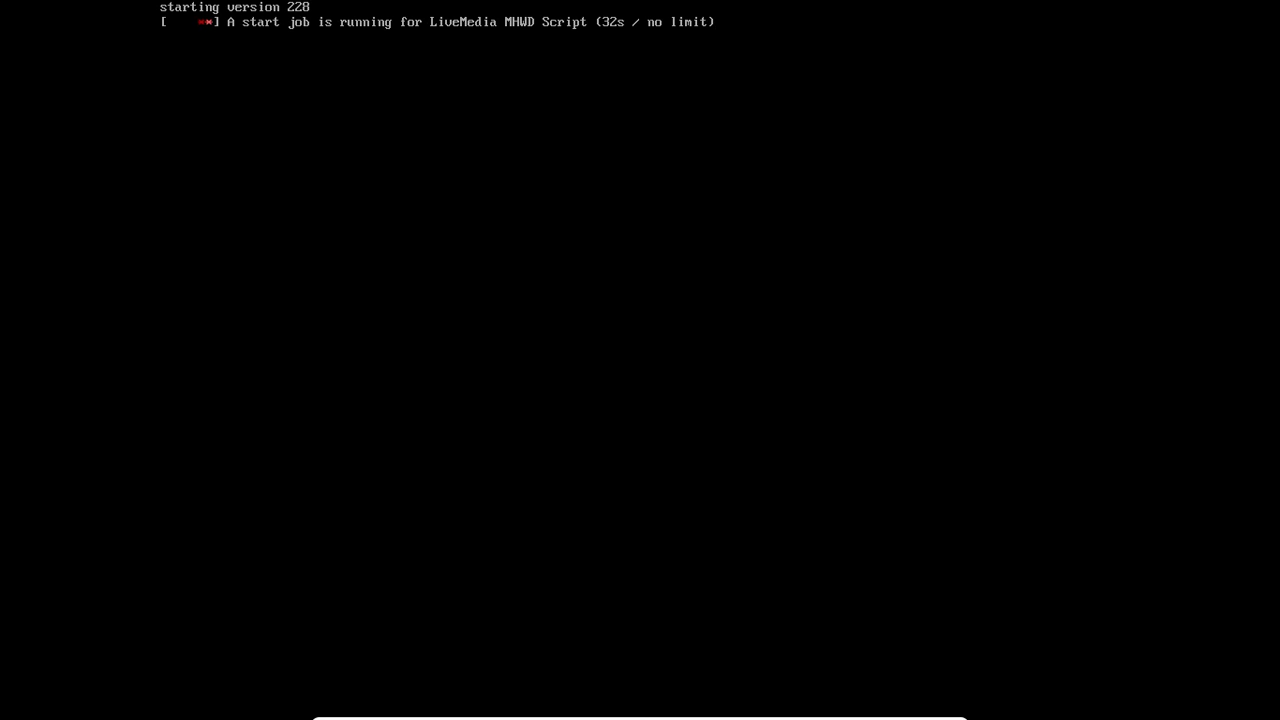 starting version 228
[    **] A start job is running for LiveMedia MHWD Script (32s / no limit)